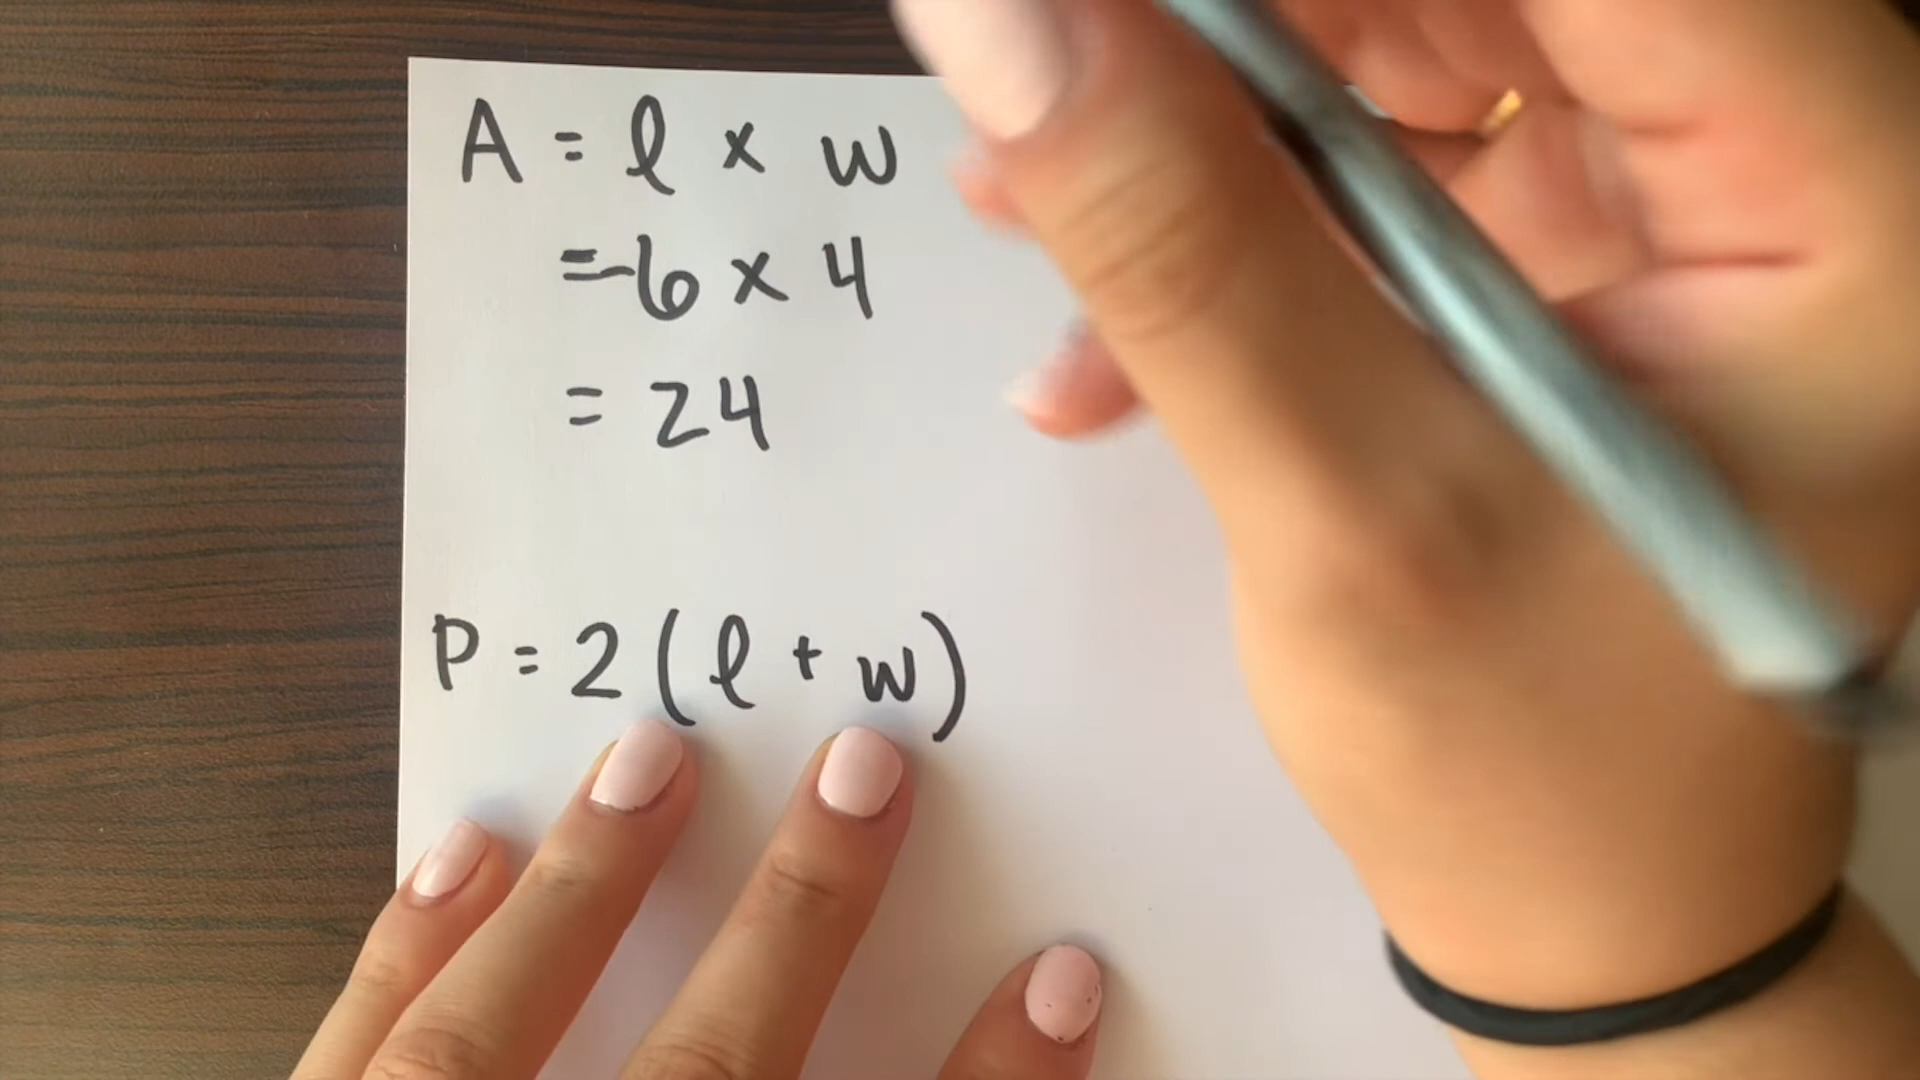 A = l x w
= 6 x 4
= 24
P = 2 ( l + w )